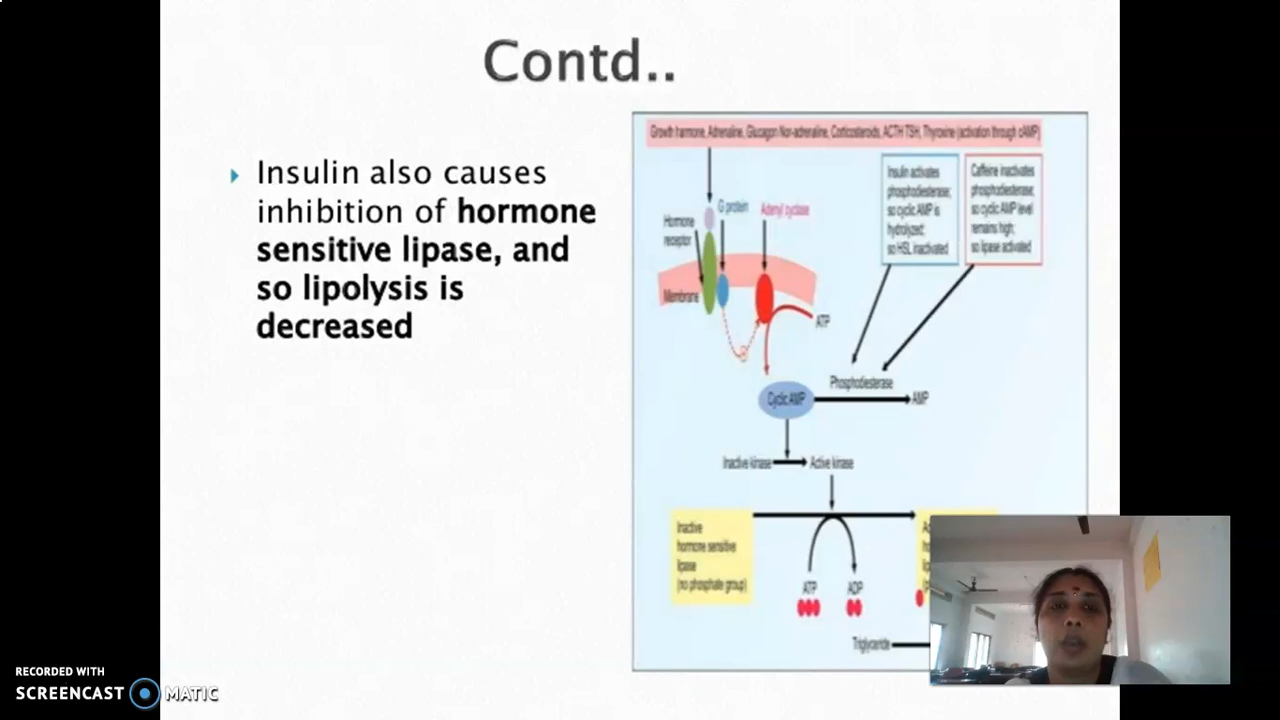 Contd..
Insulin also causes
inhibition of hormone
sensitive lipase, and
so lipolysis is
decreased
Growth hormone, Adrenaline, Glucagon Nor-adrenaline, Corticosteroids, ACTH TSH, Thyroxine (activation through cAMP)
Insulin activates
phosphodiesterase;
so cyclic AMP is
hydrolyzed;
so HSL inactivated
Caffeine inactivates
phosphodiesterase;
so cyclic AMP level
remains high;
so lipase activated
Hormone
receptor
G protein
Adenyl cyclase
Membrane
ATP
Phosphodiesterase
Cyclic AMP
AMP
Inactive kinase
Active kinase
Inactive
hormone sensitive
lipase
(no phosphate group)
ATP
ADP
Triglyceride
RECORDED WITH
SCREENCAST MATIC